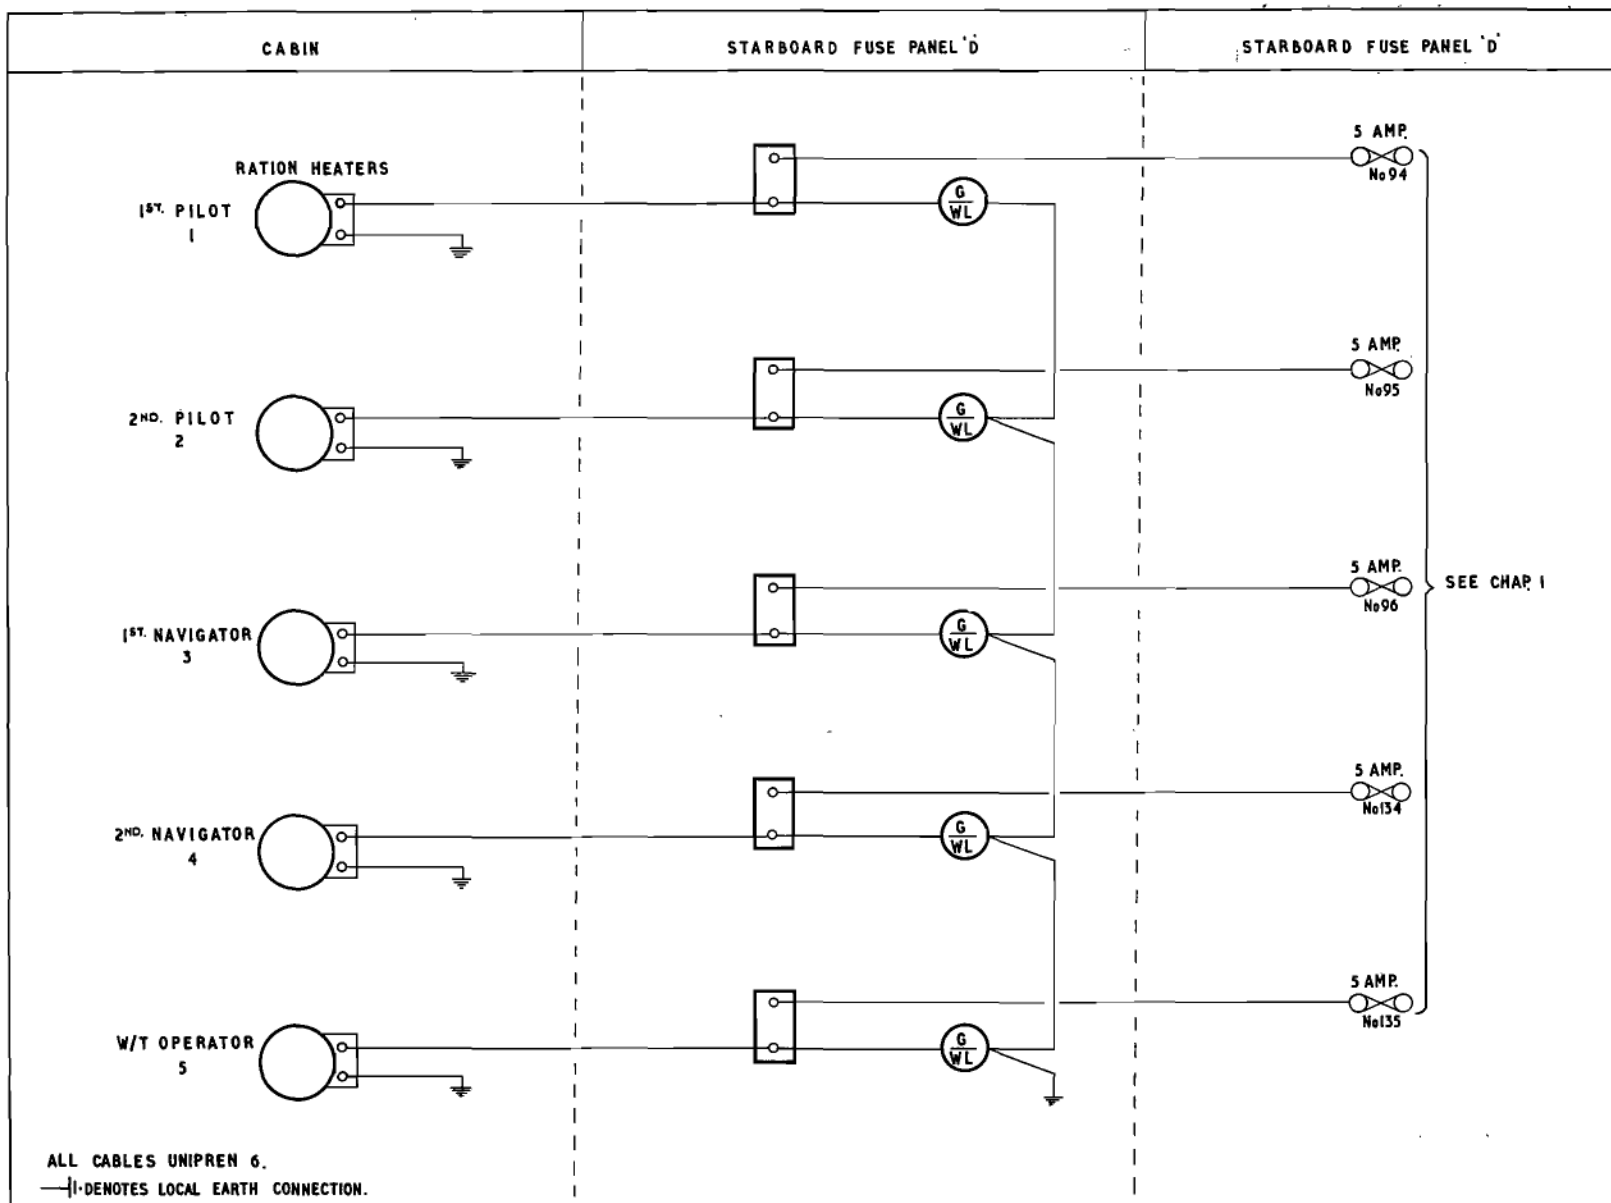 CABIN
STARBOARD FUSE PANEL 'D'
STARBOARD FUSE PANEL 'D'
RATION HEATERS
1ST. PILOT
1
G
WL
5 AMP.
No94
2ND. PILOT
2
G
WL
5 AMP.
No95
1ST. NAVIGATOR
3
G
WL
5 AMP.
No96
SEE CHAP. 1
2ND. NAVIGATOR
4
G
WL
5 AMP.
No134
W/T OPERATOR
5
G
WL
5 AMP.
No135
ALL CABLES UNIPREN 6.
DENOTES LOCAL EARTH CONNECTION.